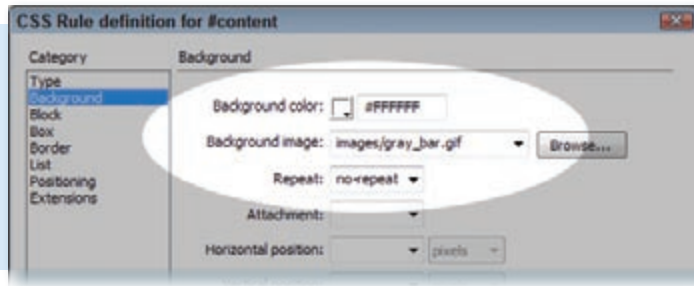 CSS Rule definition for #content
Category
Background
Type
Background
Block
Box
Border
List
Positioning
Extensions
Background color: #FFFFFF
Background image: images/gray_bar.gif Browse...
Repeat: no-repeat
Attachment:
Horizontal position: pixels